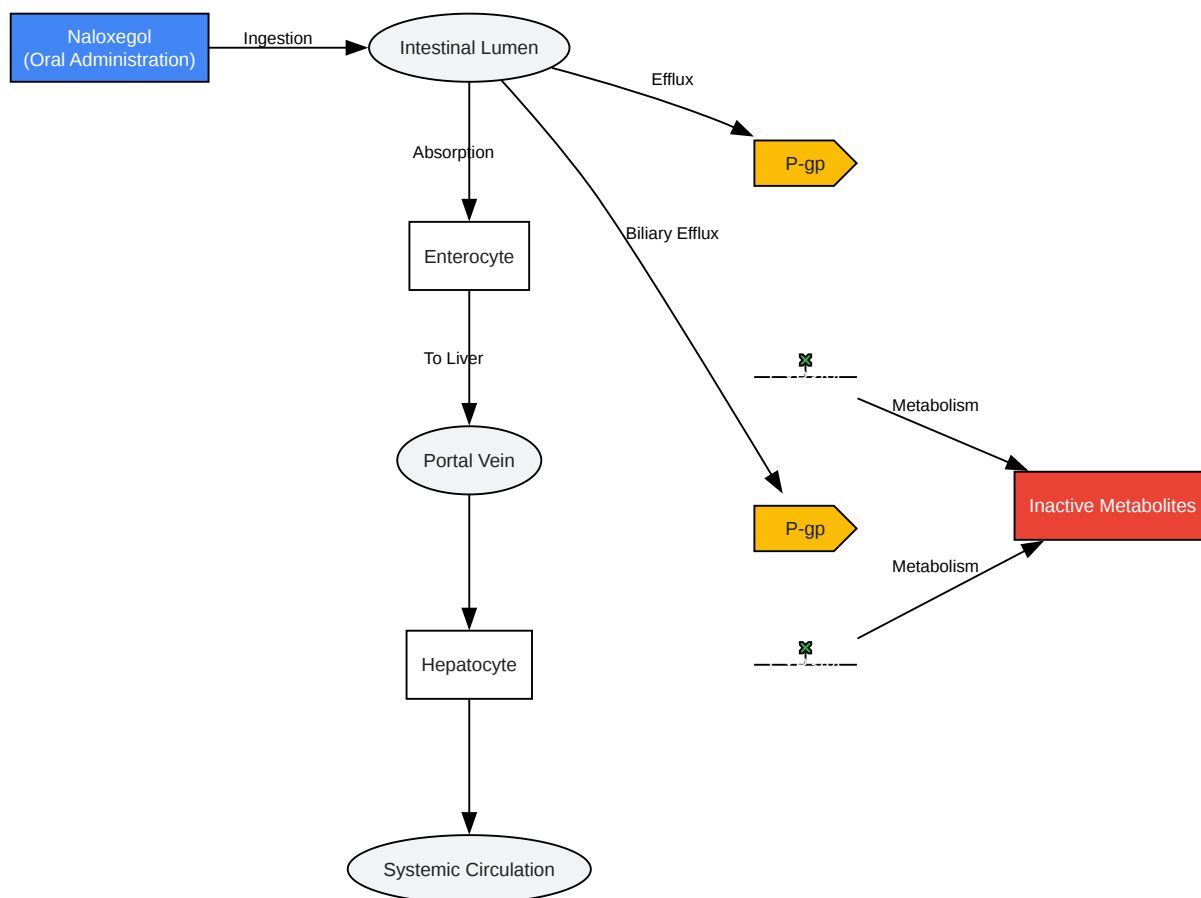 Naloxegol
(Oral Administration)
Ingestion
Intestinal Lumen
Efflux
P-gp
Absorption
Biliary Efflux
Enterocyte
To Liver
Metabolism
Portal Vein
Inactive Metabolites
P-gp
Metabolism
Hepatocyte
Systemic Circulation